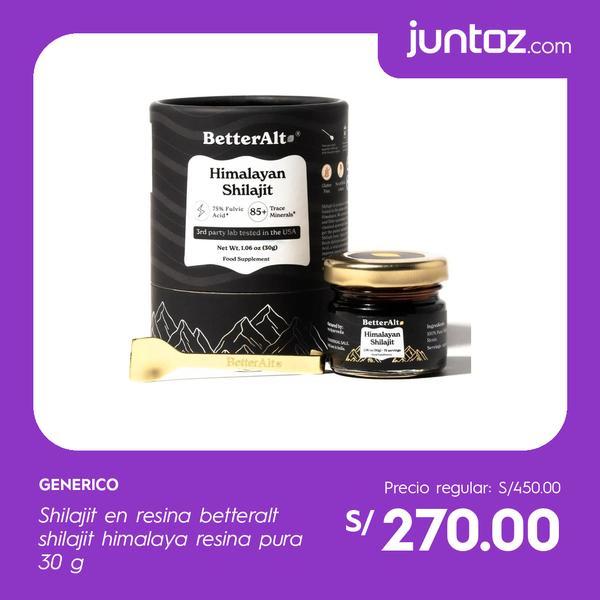 juntoz.com
BetterAlt®
Himalayan
Shilajit
75% Fulvic
Acid*
85+
Trace
Minerals*
3rd party lab tested in the USA
Net Wt. 1.06 oz (30g)
Food Supplement
BetterAlt
Himalayan
Shilajit
BetterAlt
GENERICO
Shilajit en resina betteralt
shilajit himalaya resina pura
30 g
Precio regular: S/450.00
S/ 270.00